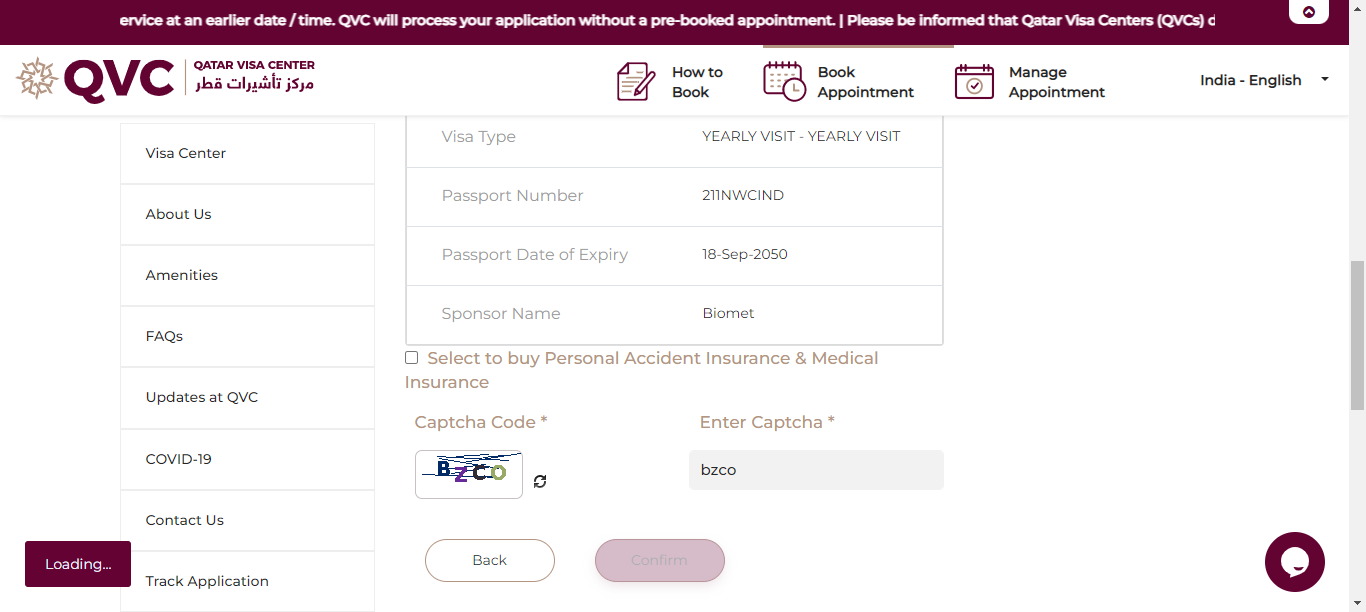 ervice at an earlier date / time. QVC will process your application without a pre-booked appointment. | Please be informed that Qatar Visa Centers (QVCs) d
QVC
QATAR VISA CENTER
مركز تأشيرات قطر
How to
Book
Book
Appointment
Manage
Appointment
India - English
Visa Center
About Us
Amenities
FAQs
Updates at QVC
COVID-19
Contact Us
Track Application
Visa Type YEARLY VISIT - YEARLY VISIT
Passport Number 211NWCIND
Passport Date of Expiry 18-Sep-2050
Sponsor Name Biomet
Select to buy Personal Accident Insurance & Medical
Insurance
Captcha Code * Enter Captcha *
BZCO bzco
Back Confirm
Loading...